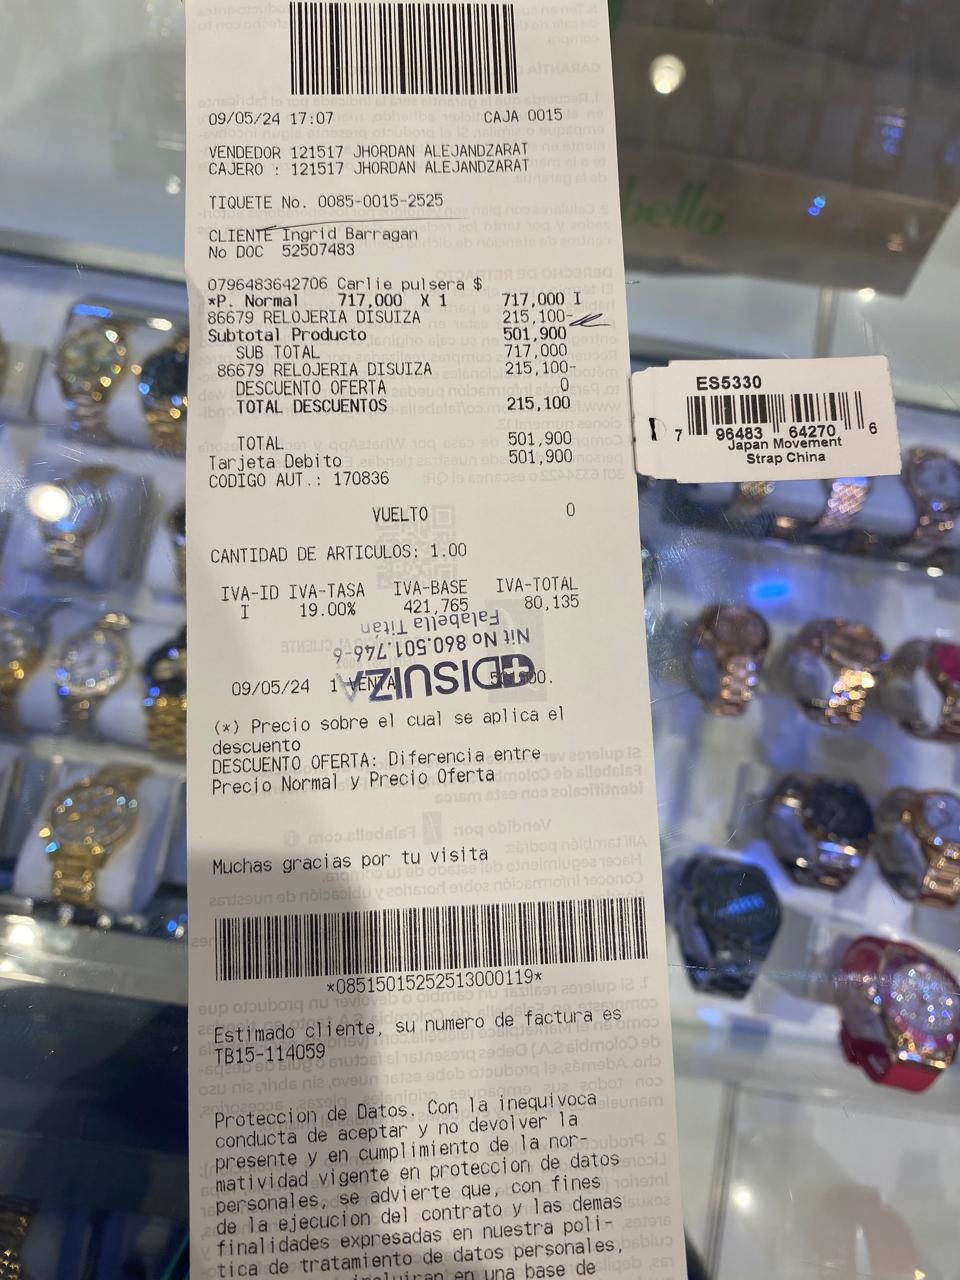 09/05/24 17:07 CAJA 0015
VENDEDOR 121517 JHORDAN ALEJANDZARAT
CAJERO : 121517 JHORDAN ALEJANDZARAT
TIQUETE No. 0085-0015-2525
CLIENTE Ingrid Barragan
No DOC 52507483
0796483642706 Carlie pulsera $
*P. Normal 717,000 X 1 717,000 I
86679 RELOJERIA DISUIZA 215,100-
Subtotal Producto 501,900
SUB TOTAL 717,000
86679 RELOJERIA DISUIZA 215,100-
DESCUENTO OFERTA 0
TOTAL DESCUENTOS 215,100
TOTAL 501,900
Tarjeta Debito 501,900
CODIGO AUT.: 170836
VUELTO 0
CANTIDAD DE ARTICULOS: 1.00
IVA-ID IVA-TASA IVA-BASE IVA-TOTAL
I 19.00% 421,765 80,135
Falabella Titan
Nit No 860.501.746-6
DISUIZA
09/05/24 1 VENTA
(*) Precio sobre el cual se aplica el
descuento
DESCUENTO OFERTA: Diferencia entre
Precio Normal y Precio Oferta
Muchas gracias por tu visita
*08515015252513000119*
Estimado cliente, su numero de factura es
TB15-114059
Proteccion de Datos. Con la inequivoca
conducta de aceptar y no devolver la
presente y en cumplimiento de la nor-
matividad vigente en proteccion de datos
personales, se advierte que, con fines
de la ejecucion del contrato y las demas
finalidades expresadas en nuestra poli-
tica de tratamiento de datos personales,
incluiran en una base de
ES5330
7 96483 64270 6
Japan Movement
Strap China
bella